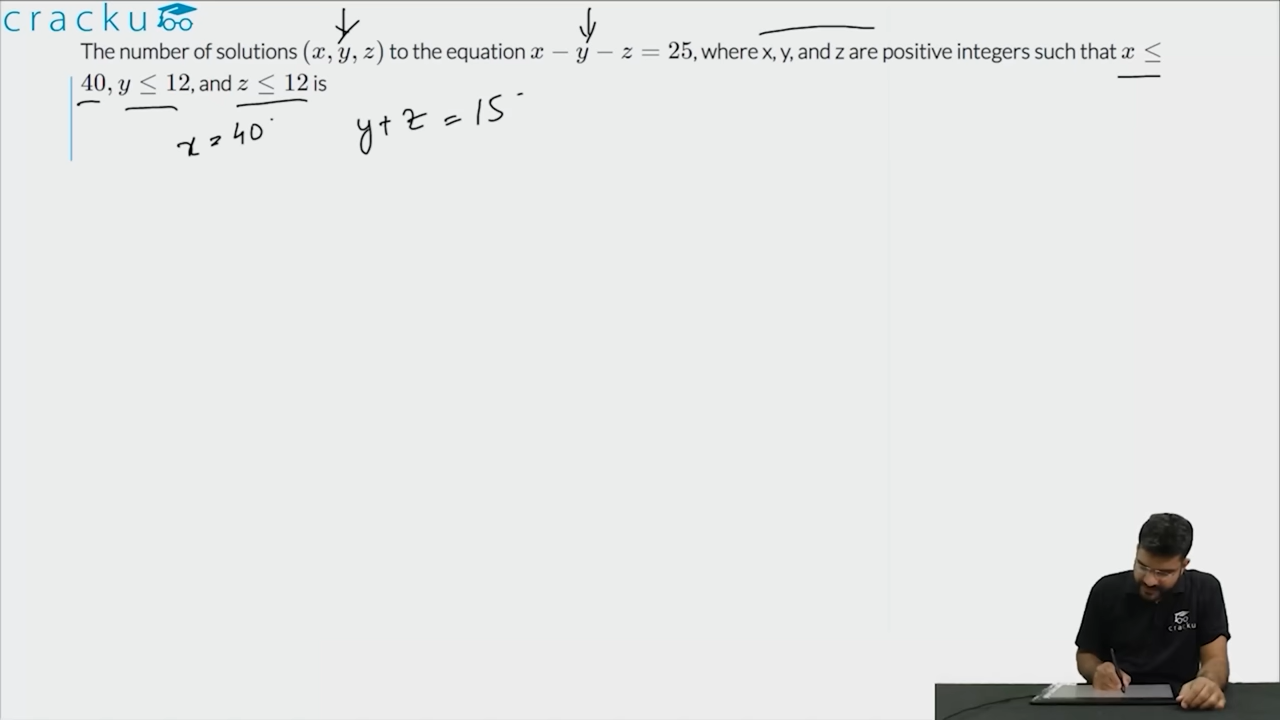 cracku
The number of solutions (x, y, z) to the equation x − y − z = 25, where x, y, and z are positive integers such that x ≤
40, y ≤ 12, and z ≤ 12 is
x = 40 y + z = 15
cracku